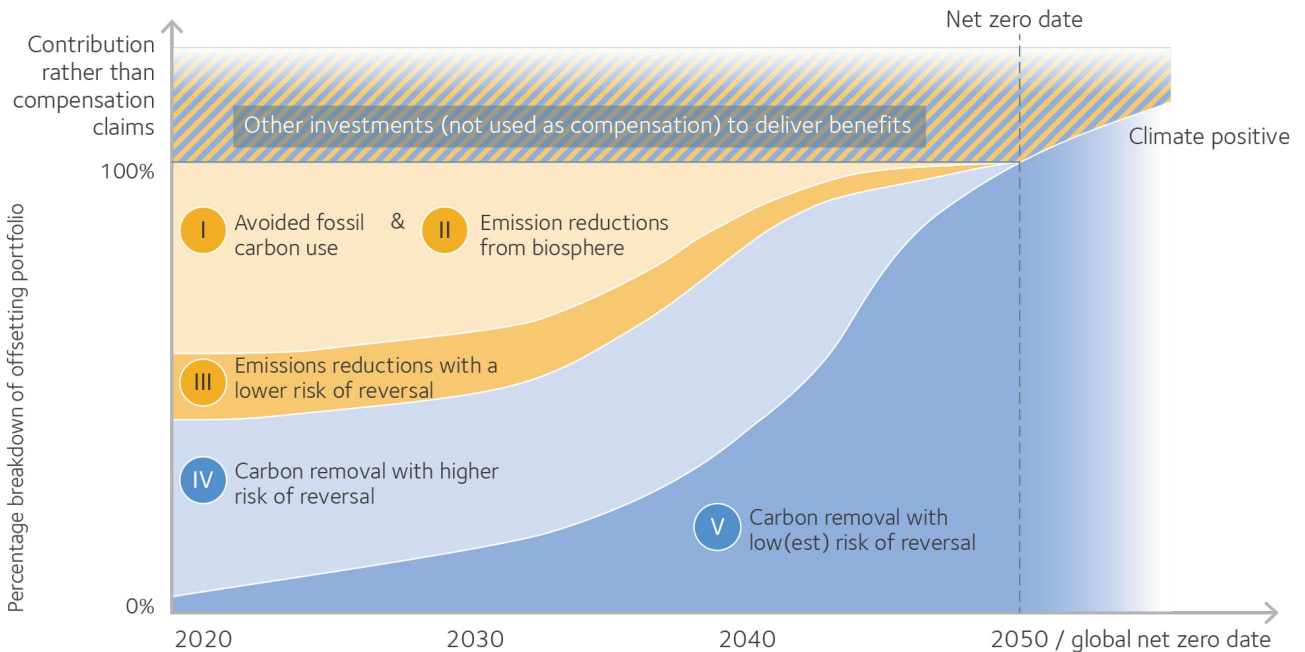 Net zero date
Contribution
rather than
compensation
claims
Other investments (not used as compensation) to deliver benefits
Climate positive
100%
Percentage breakdown of offsetting portfolio
I
Avoided fossil
carbon use
&
II
Emission reductions
from biosphere
III
Emissions reductions with a
lower risk of reversal
IV
Carbon removal with higher
risk of reversal
V
Carbon removal with
low(est) risk of reversal
0%
2020
2030
2040
2050 / global net zero date